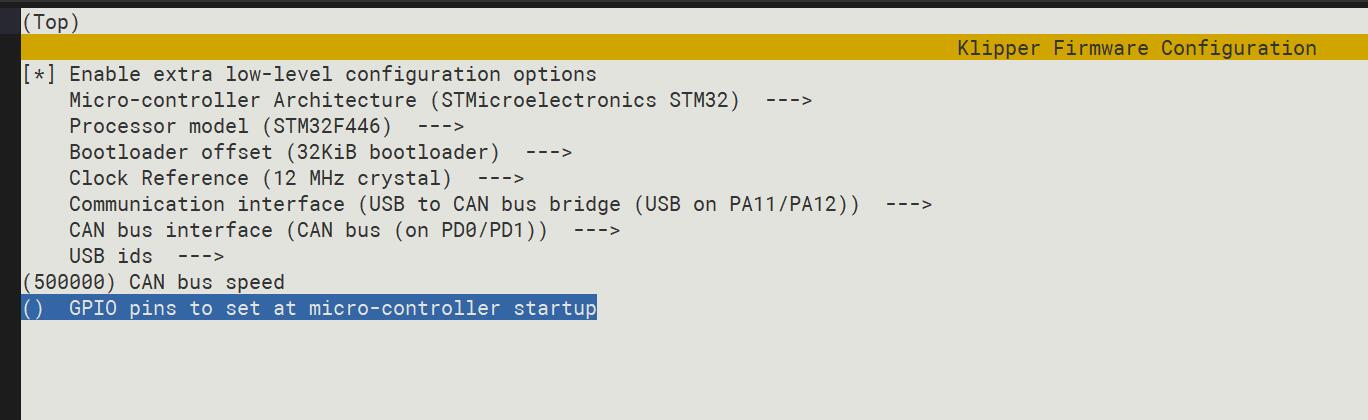 (Top)
Klipper Firmware Configuration
[*] Enable extra low-level configuration options
Micro-controller Architecture (STMicroelectronics STM32)  --->
Processor model (STM32F446)  --->
Bootloader offset (32KiB bootloader)  --->
Clock Reference (12 MHz crystal)  --->
Communication interface (USB to CAN bus bridge (USB on PA11/PA12))  --->
CAN bus interface (CAN bus (on PD0/PD1))  --->
USB ids  --->
(500000) CAN bus speed
()  GPIO pins to set at micro-controller startup